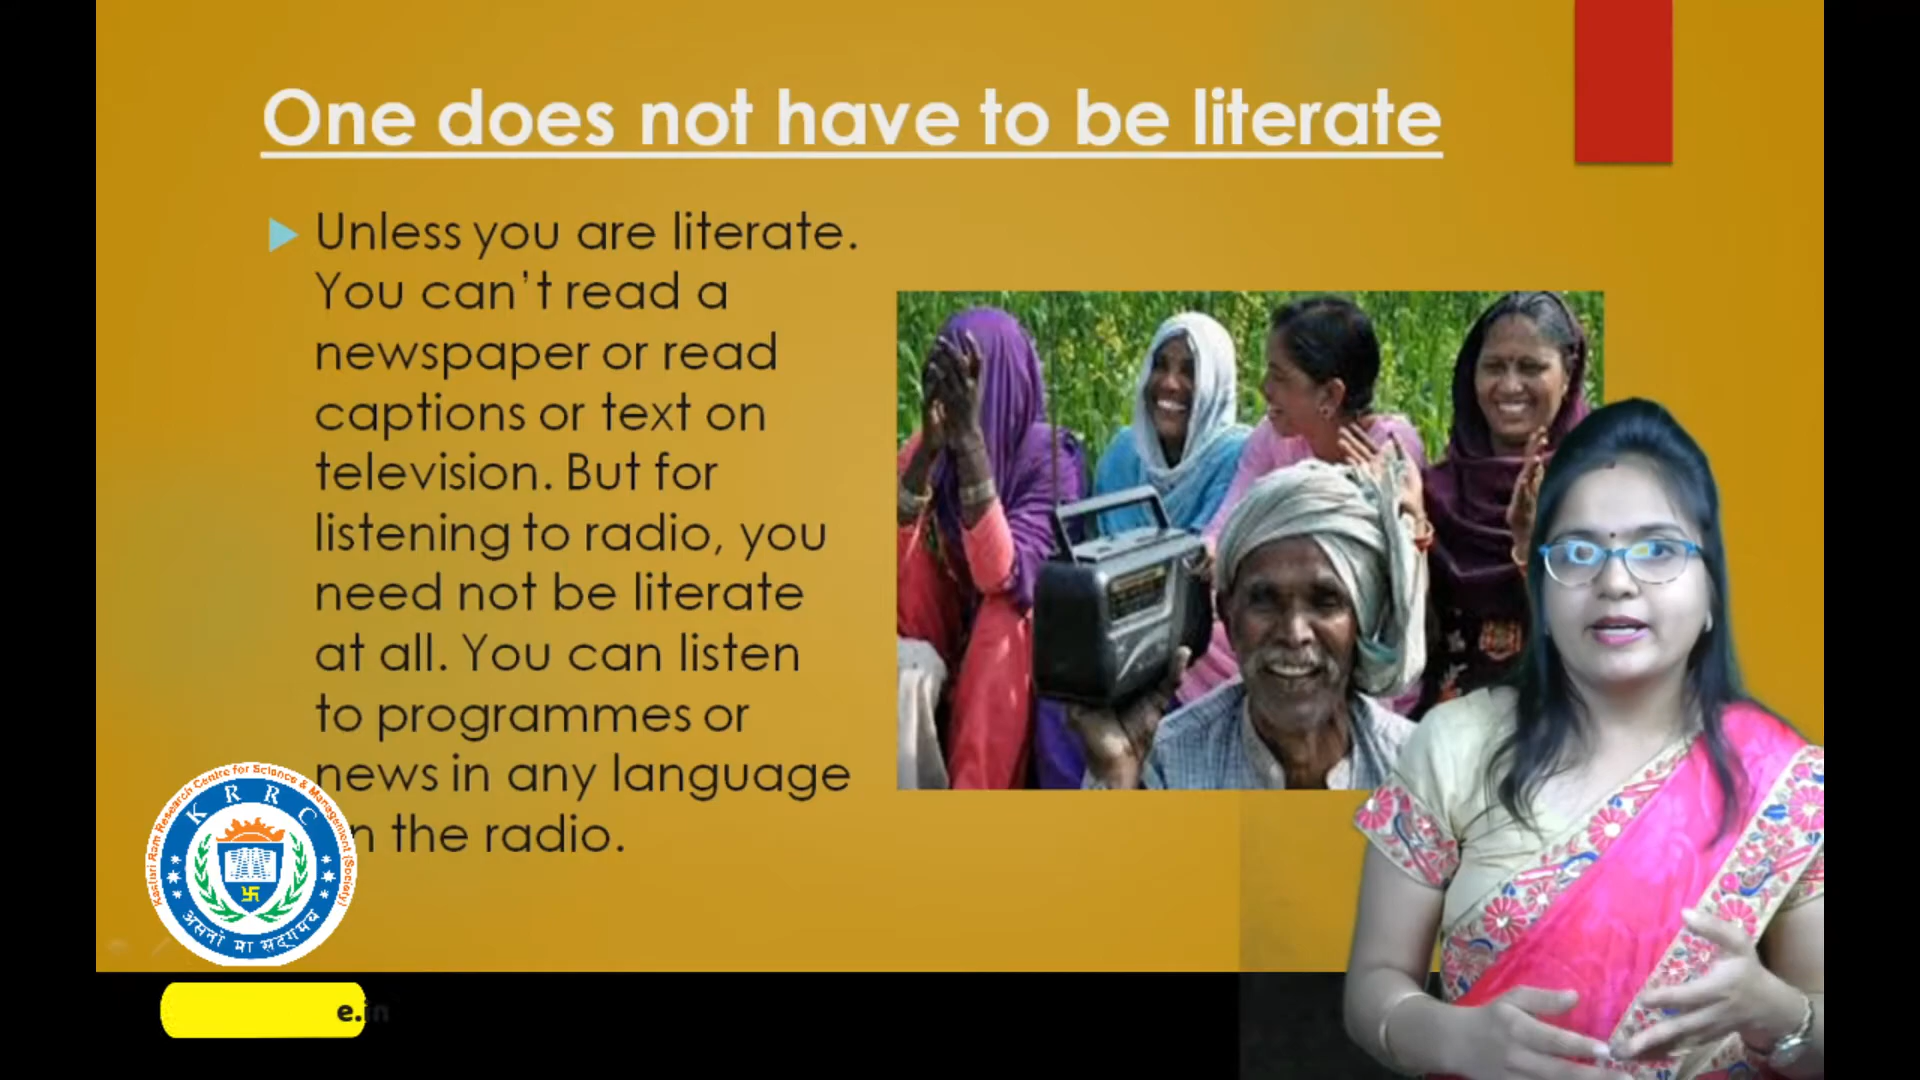 One does not have to be literate
Unless you are literate.
You can't read a
newspaper or read
captions or text on
television. But for
listening to radio, you
need not be literate
at all. You can listen
to programmes or
news in any language
the radio.
Kasturi Ram Research Centre for Science & Management (Society)
K R R C
असतो मा सद्गमय
e.in